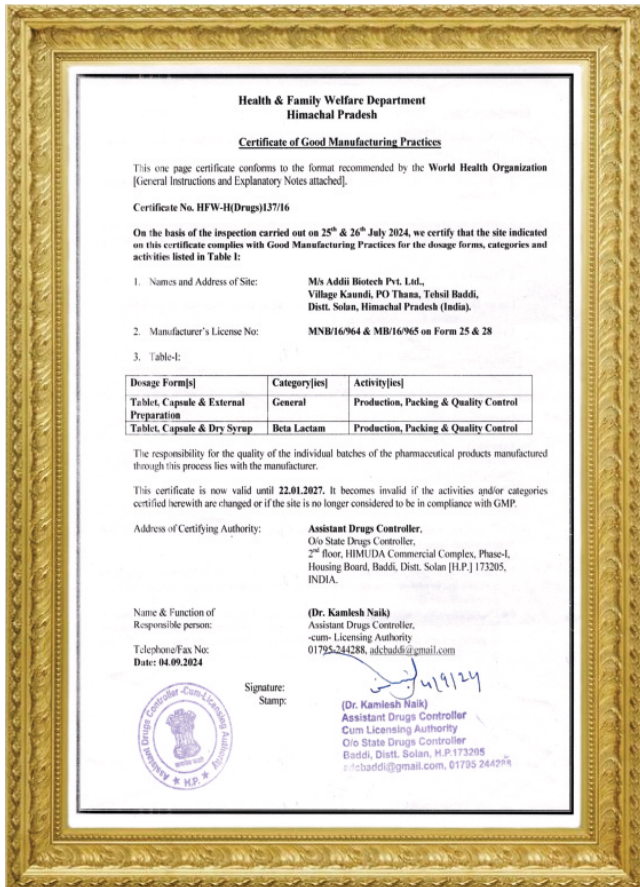 Health & Family Welfare Department
Himachal Pradesh
Certificate of Good Manufacturing Practices
This one page certificate conforms to the format recommended by the World Health Organization
[General Instructions and Explanatory Notes attached].
Certificate No. HFW-H(Drugs)137/16
On the basis of the inspection carried out on 25th & 26th July 2024, we certify that the site indicated
on this certificate complies with Good Manufacturing Practices for the dosage forms, categories and
activities listed in Table I:
1. Names and Address of Site: M/s Addii Biotech Pvt. Ltd.,
Village Kaundi, PO Thana, Tehsil Baddi,
Distt. Solan, Himachal Pradesh (India).
2. Manufacturer's License No: MNB/16/964 & MB/16/965 on Form 25 & 28
3. Table-I:
Dosage Form[s] Category[ies] Activity[ies]
Tablet, Capsule & External General Production, Packing & Quality Control
Preparation
Tablet, Capsule & Dry Syrup Beta Lactam Production, Packing & Quality Control
The responsibility for the quality of the individual batches of the pharmaceutical products manufactured
through this process lies with the manufacturer.
This certificate is now valid until 22.01.2027. It becomes invalid if the activities and/or categories
certified herewith are changed or if the site is no longer considered to be in compliance with GMP.
Address of Certifying Authority: Assistant Drugs Controller,
O/o State Drugs Controller,
2nd floor, HIMUDA Commercial Complex, Phase-I,
Housing Board, Baddi, Distt. Solan [H.P.] 173205,
INDIA.
Name & Function of (Dr. Kamlesh Naik)
Responsible person: Assistant Drugs Controller,
-cum- Licensing Authority
Telephone/Fax No: 01795-244288, adcbaddi@gmail.com
Date: 04.09.2024
4/9/24
Signature:
Stamp:
(Dr. Kamlesh Naik)
Assistant Drugs Controller
Cum Licensing Authority
O/o State Drugs Controller
Baddi, Distt. Solan, H.P.173205
adcbaddi@gmail.com, 01795 244288
Assistant Drugs Controller -Cum-Licensing Authority
H.P.